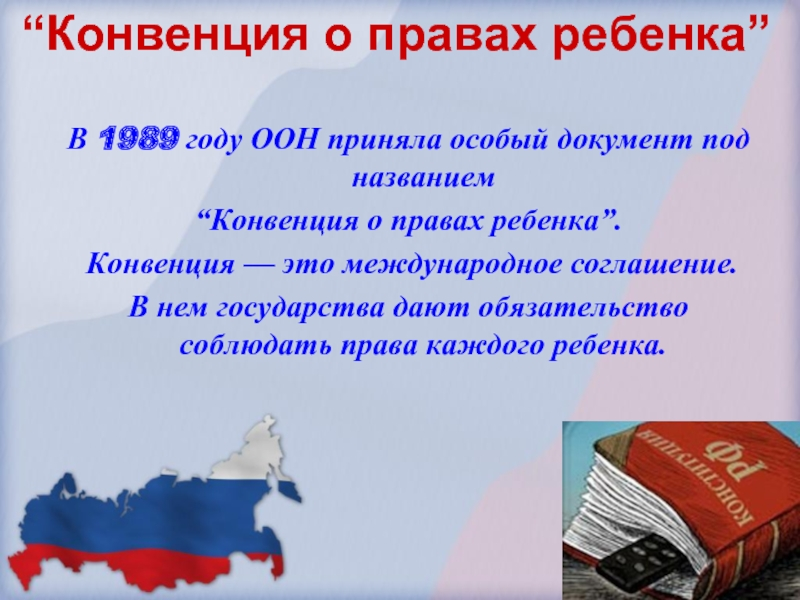 “Конвенция о правах ребенка”
В 1989 году ООН приняла особый документ под
названием
“Конвенция о правах ребенка”.
Конвенция — это международное соглашение.
В нем государства дают обязательство
соблюдать права каждого ребенка.
КОНСТИТУЦИЯ
РФ